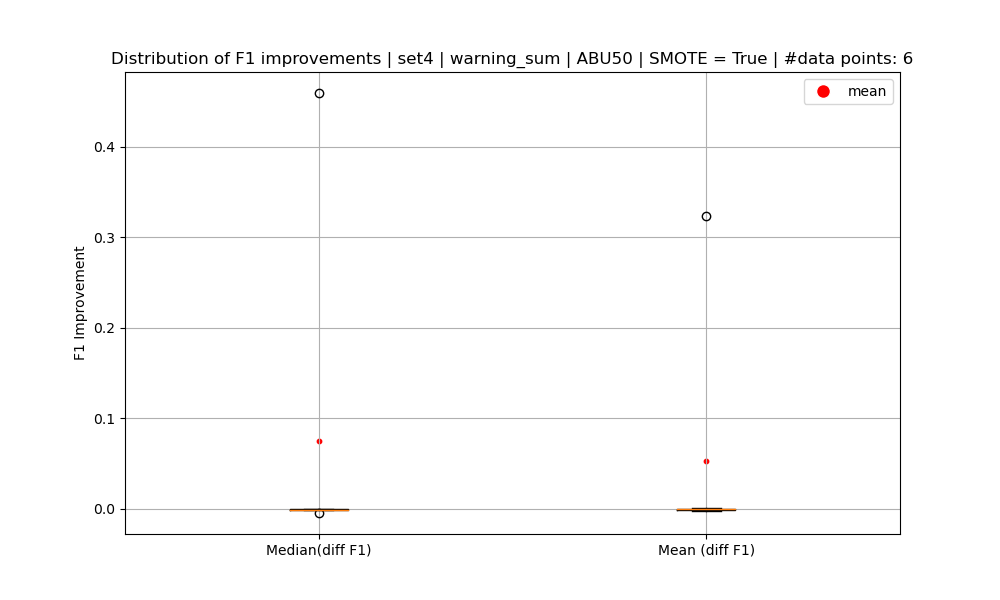 Distribution of F1 improvements | set4 | warning_sum | ABU50 | SMOTE = True | #data points: 6
mean
F1 Improvement
0.4
0.3
0.2
0.1
0.0
Median(diff F1)
Mean (diff F1)